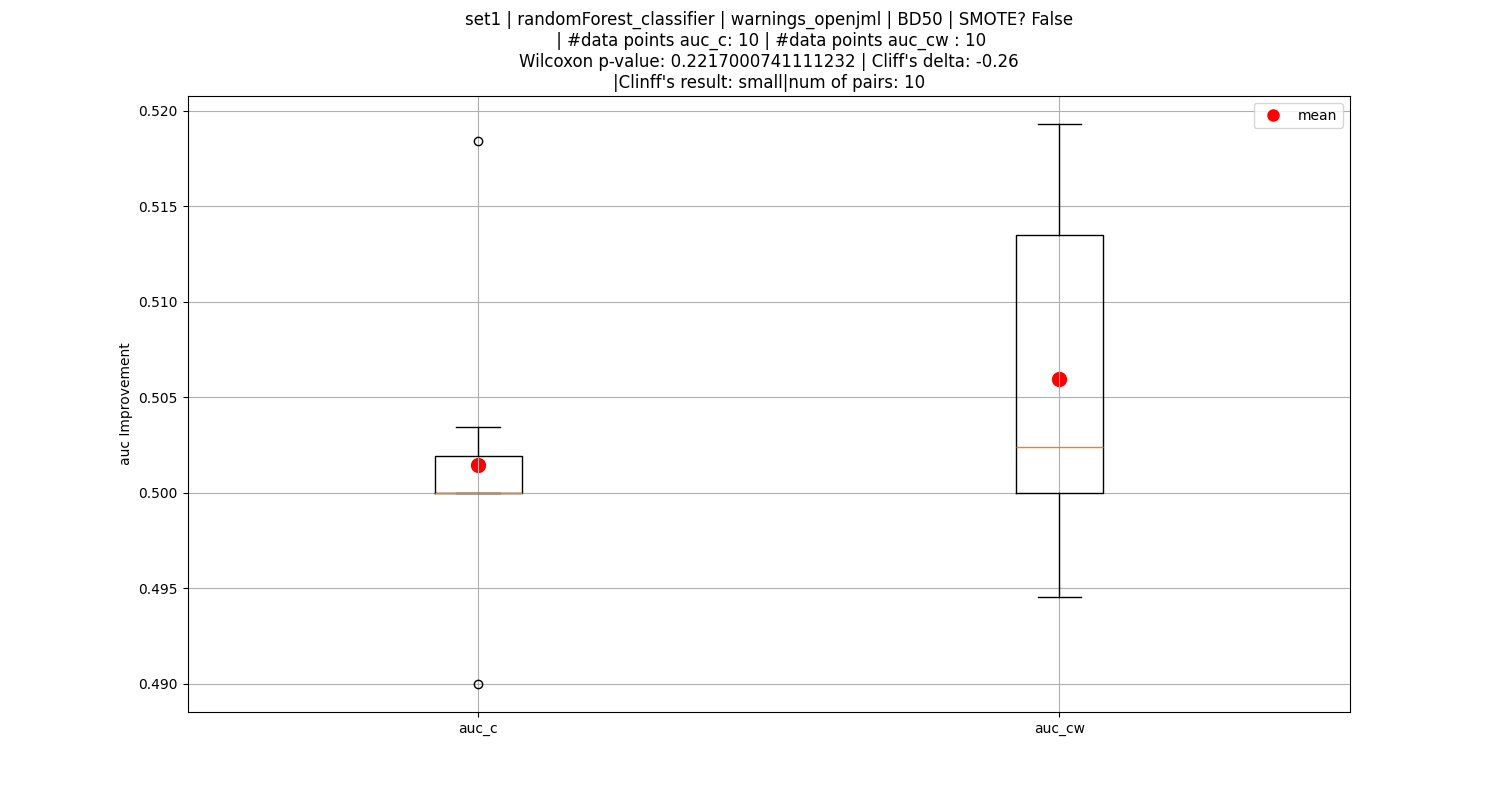 set1 | randomForest_classifier | warnings_openjml | BD50 | SMOTE? False
| #data points auc_c: 10 | #data points auc_cw : 10
Wilcoxon p-value: 0.2217000741111232 | Cliff's delta: -0.26
|Clinff's result: small|num of pairs: 10
mean
0.520
0.515
0.510
0.505
0.500
0.495
0.490
auc Improvement
auc_c
auc_cw